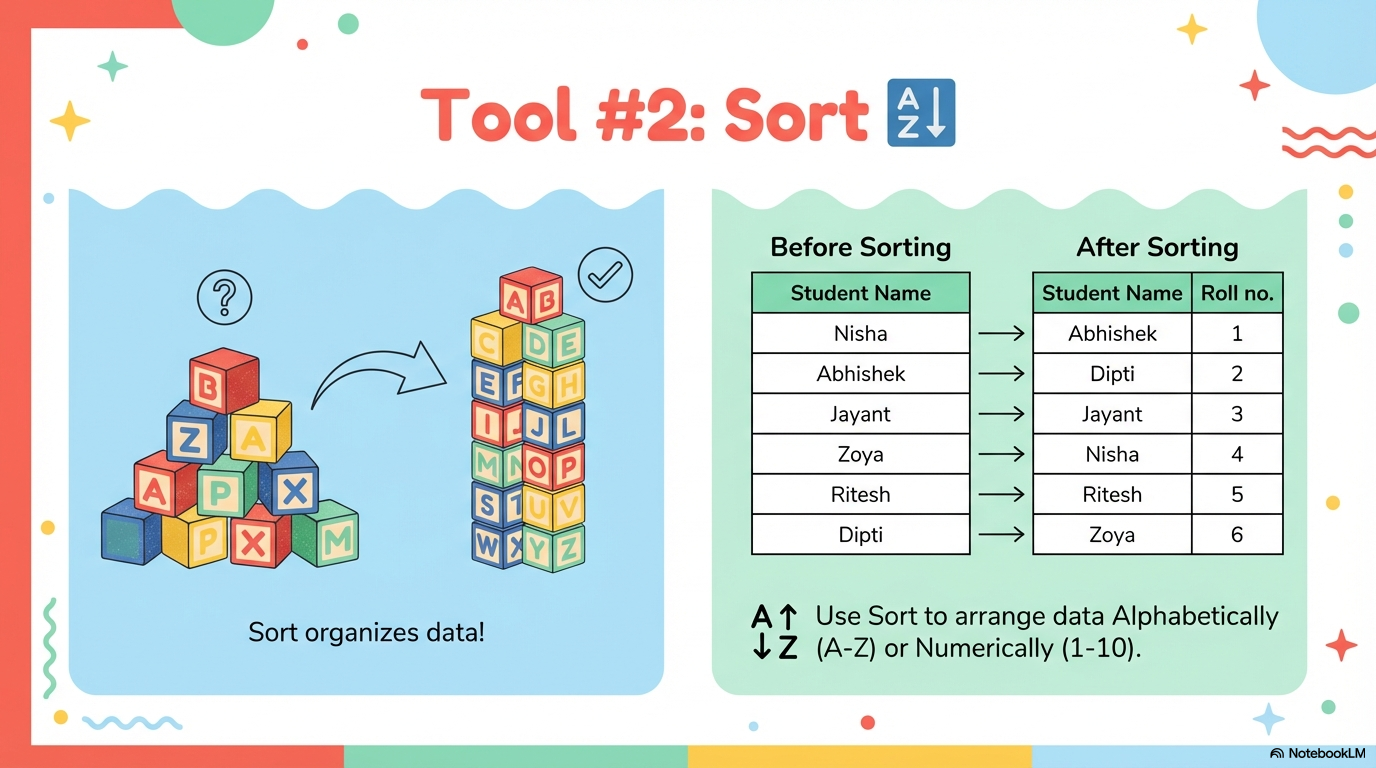 Tool #2: Sort
A
Z
B
Z A
A P X
P X M
A B
C D E
E F G H
I J J L
M N O P
S T U V
W X Y Z
Sort organizes data!
Before Sorting
Student Name
Nisha
Abhishek
Jayant
Zoya
Ritesh
Dipti
After Sorting
Student Name Roll no.
Abhishek 1
Dipti 2
Jayant 3
Nisha 4
Ritesh 5
Zoya 6
A
Z
Use Sort to arrange data Alphabetically
(A-Z) or Numerically (1-10).
NotebookLM